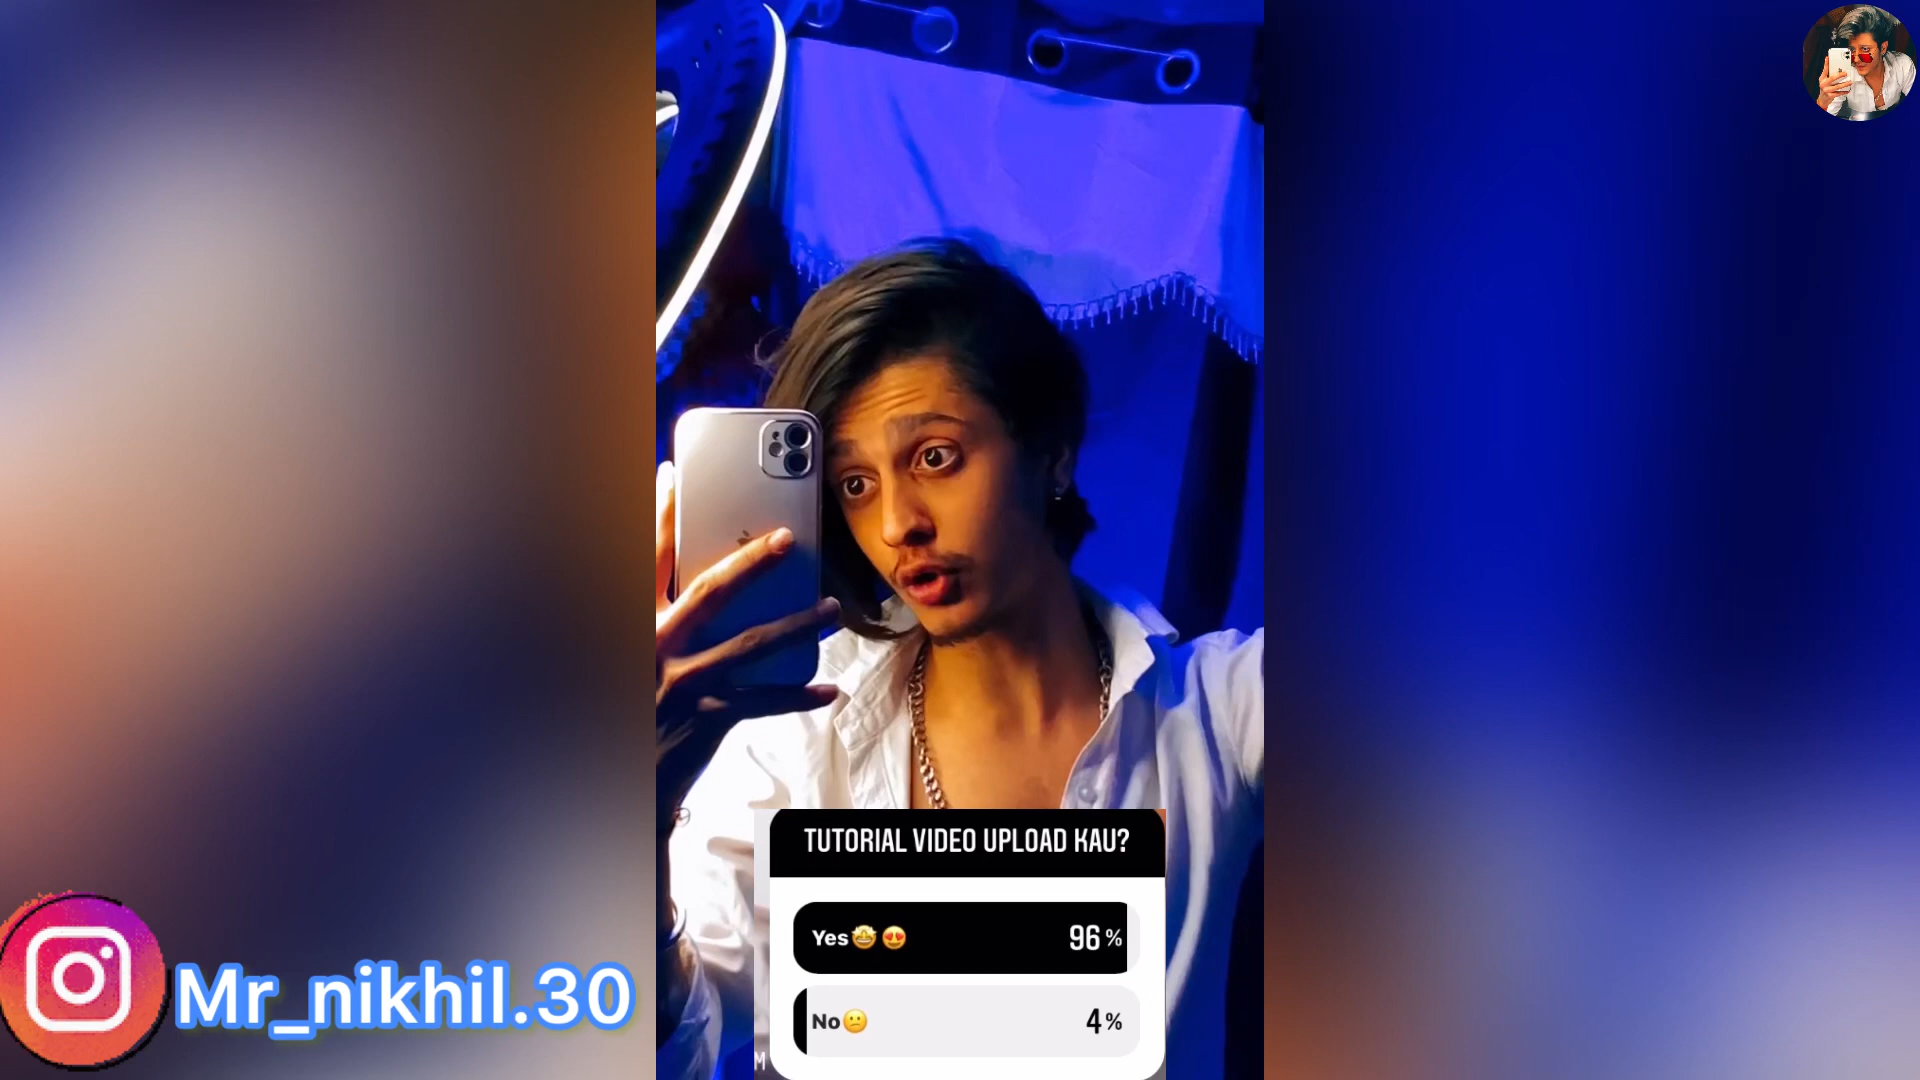 TUTORIAL VIDEO UPLOAD KAU?
Yes🤩😍 96%
No😕 4%
M
Mr_nikhil.30